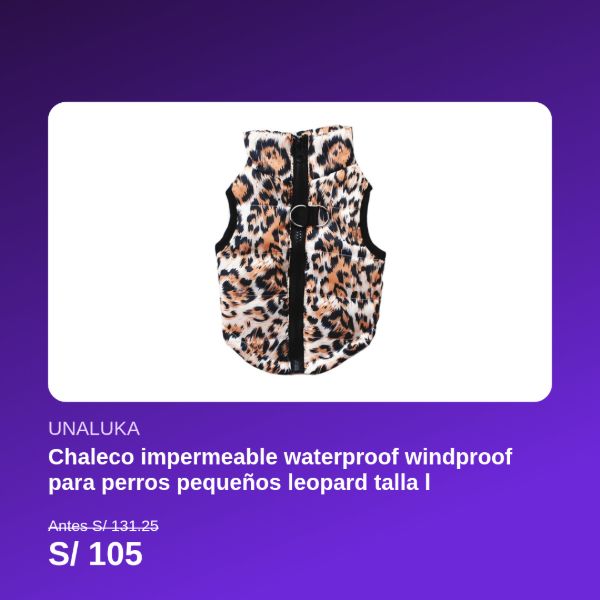 UNALUKA
Chaleco impermeable waterproof windproof
para perros pequeños leopard talla l
Antes S/ 131.25
S/ 105